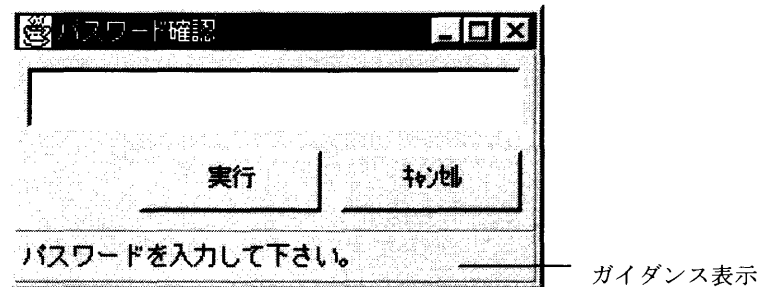 パスワード確認
実行
ｷｬﾝｾﾙ
パスワードを入力して下さい。
ガイダンス表示